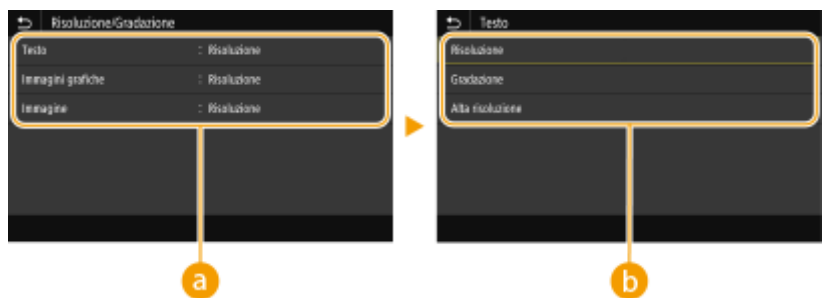 Risoluzione/Gradazione
Testo : Risoluzione
Immagini grafiche : Risoluzione
Immagine : Risoluzione
a
Testo
Risoluzione
Gradazione
Alta risoluzione
b